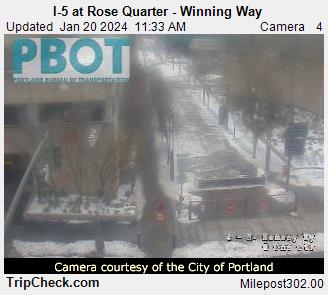 I-5 at Rose Quarter - Winning Way
Updated Jan 20 2024 11:33 AM Camera 4
PBOT
PORTLAND BUREAU OF TRANSPORTATION
Camera courtesy of the City of Portland
TripCheck.com Milepost302.00